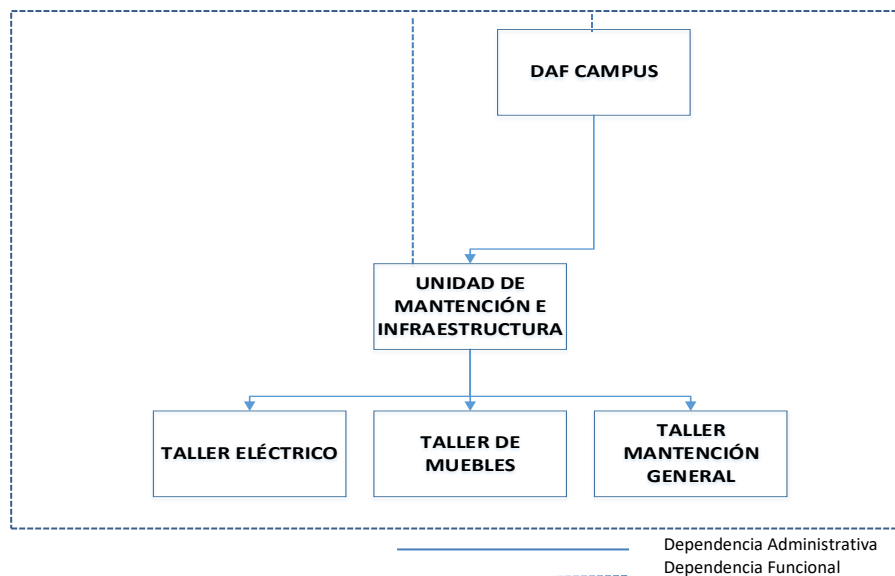 DAF CAMPUS
UNIDAD DE
MANTENCIÓN E
INFRAESTRUCTURA
TALLER ELÉCTRICO
TALLER DE
MUEBLES
TALLER
MANTENCIÓN
GENERAL
Dependencia Administrativa
Dependencia Funcional